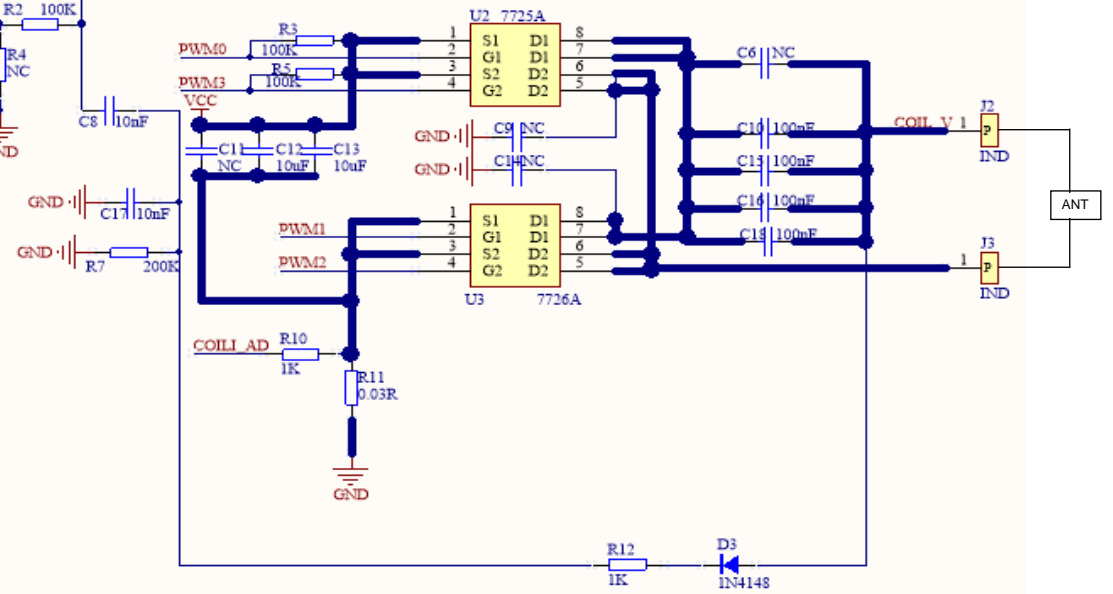 R2 100K
R4
NC
ND
C8 10nF
PWM0
R3
100K
PWM3
R5
100K
VCC
C11
NC
C12
10uF
C13
10uF
U2 7725A
1 S1 D1 8
2 G1 D1 7
3 S2 D2 6
4 G2 D2 5
GND C9 NC
GND C14 NC
GND C17 10nF
GND R7 200K
PWM1
PWM2
1 S1 D1 8
2 G1 D1 7
3 S2 D2 6
4 G2 D2 5
U3 7726A
C6 NC
C10 100nF
C15 100nF
C16 100nF
C18 100nF
COIL_V 1
J2
P
IND
ANT
J3
1 P
IND
COILI_AD
R10
1K
R11
0.03R
GND
R12
1K
D3
1N4148